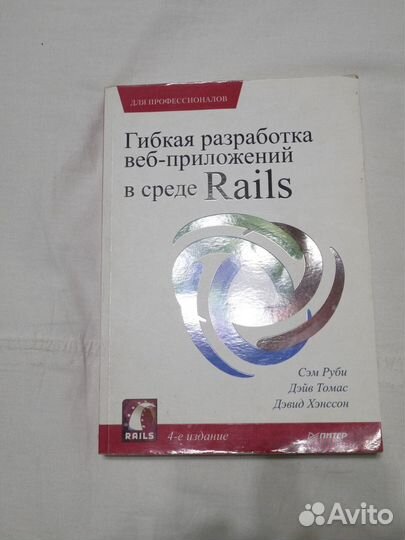 ДЛЯ ПРОФЕССИОНАЛОВ
Гибкая разработка
веб-приложений
в среде Rails
Сэм Руби
Дэйв Томас
Дэвид Хэнссон
RAILS
4-е издание
ПИТЕР
Avito